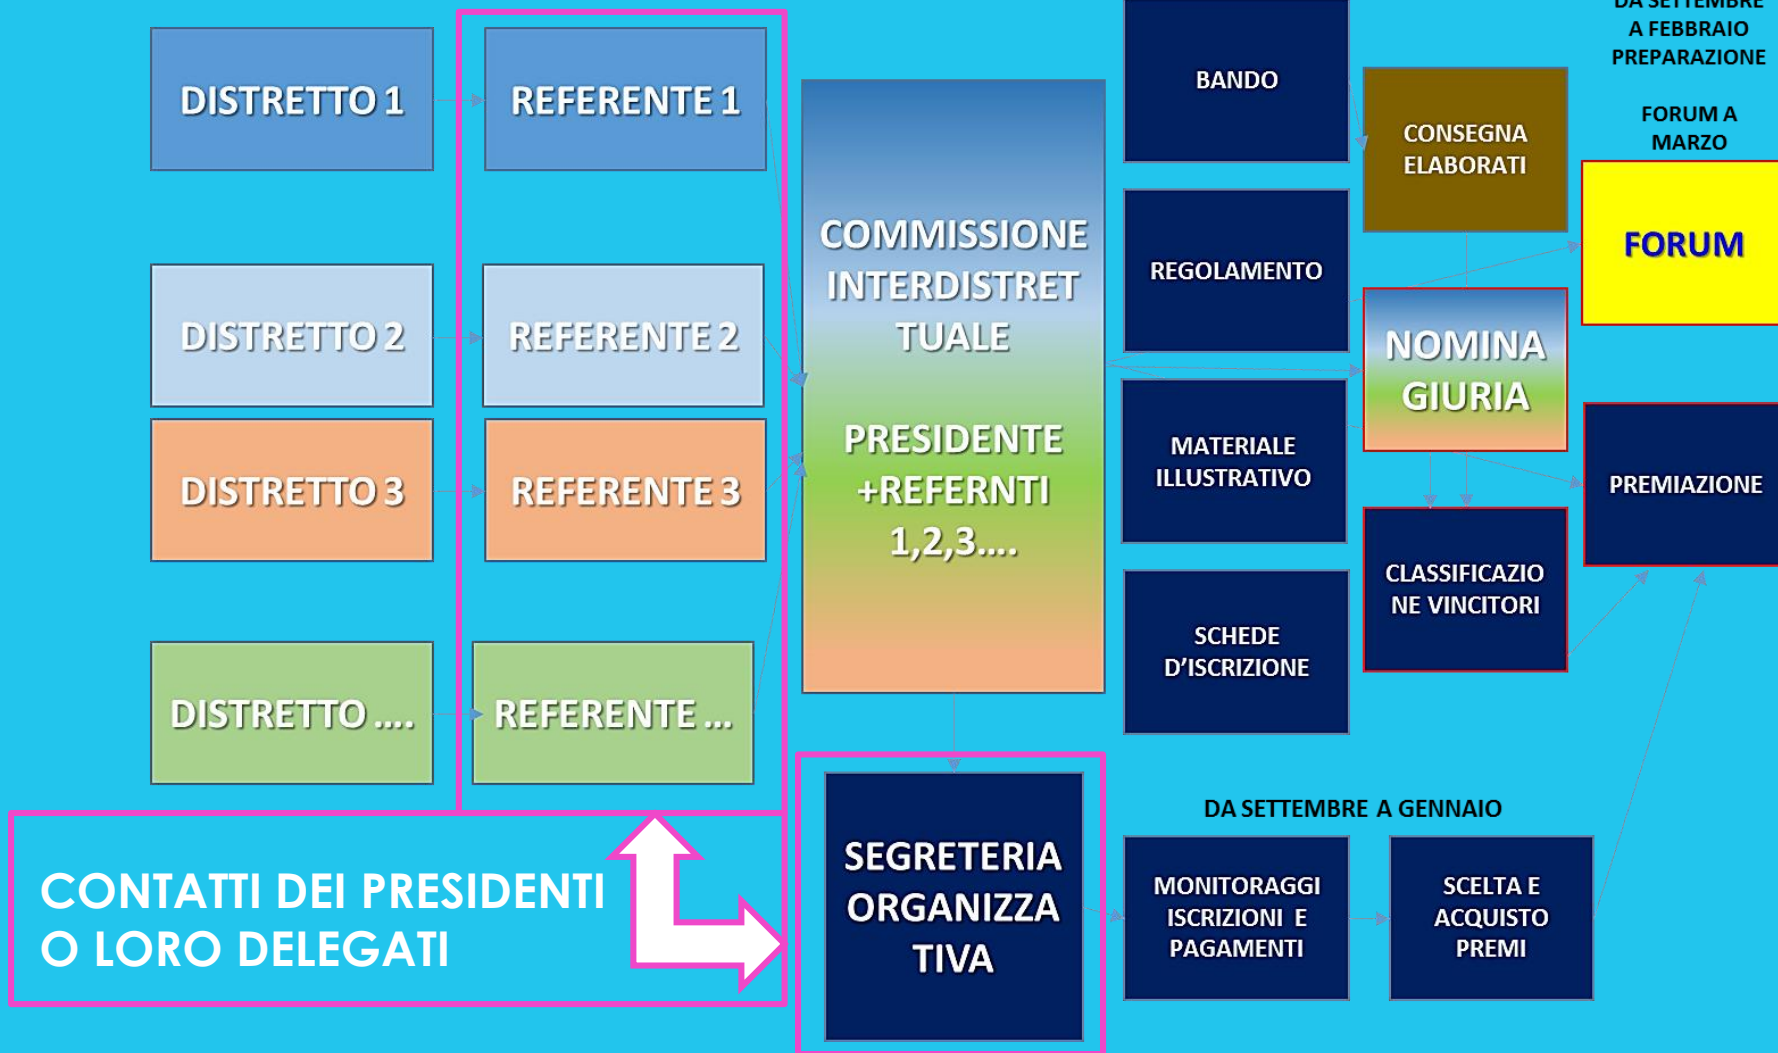 DISTRETTO 1
REFERENTE 1
DISTRETTO 2
REFERENTE 2
DISTRETTO 3
REFERENTE 3
DISTRETTO ....
REFERENTE ...
COMMISSIONE
INTERDISTRET
TUALE
PRESIDENTE
+REFERNTI
1,2,3....
BANDO
REGOLAMENTO
MATERIALE
ILLUSTRATIVO
SCHEDE
D'ISCRIZIONE
CONSEGNA
ELABORATI
NOMINA
GIURIA
CLASSIFICAZIO
NE VINCITORI
DA SETTEMBRE
A FEBBRAIO
PREPARAZIONE
FORUM A
MARZO
FORUM
PREMIAZIONE
CONTATTI DEI PRESIDENTI
O LORO DELEGATI
SEGRETERIA
ORGANIZZA
TIVA
DA SETTEMBRE A GENNAIO
MONITORAGGI
ISCRIZIONI E
PAGAMENTI
SCELTA E
ACQUISTO
PREMI